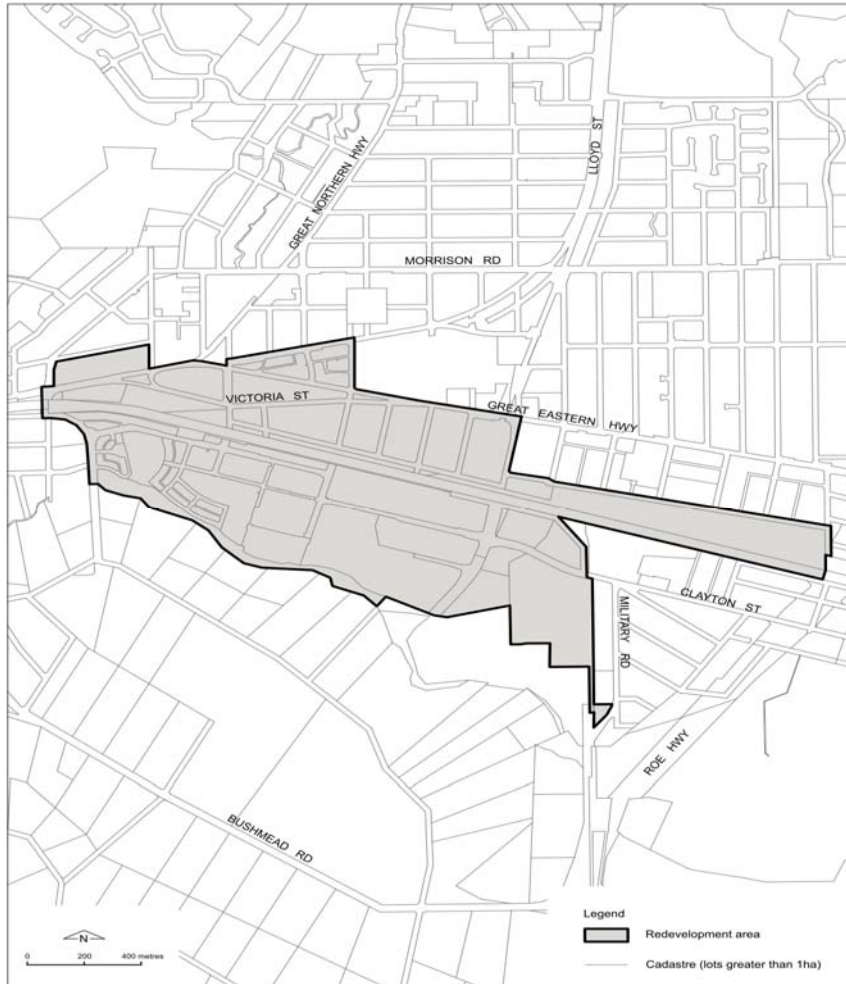 LLOYD ST
GREAT NORTHERN HWY
MORRISON RD
VICTORIA ST
GREAT EASTERN HWY
CLAYTON ST
MILITARY RD
ROE HWY
BUSHMEAD RD
N
0 200 400 metres
Legend
Redevelopment area
Cadastre (lots greater than 1ha)